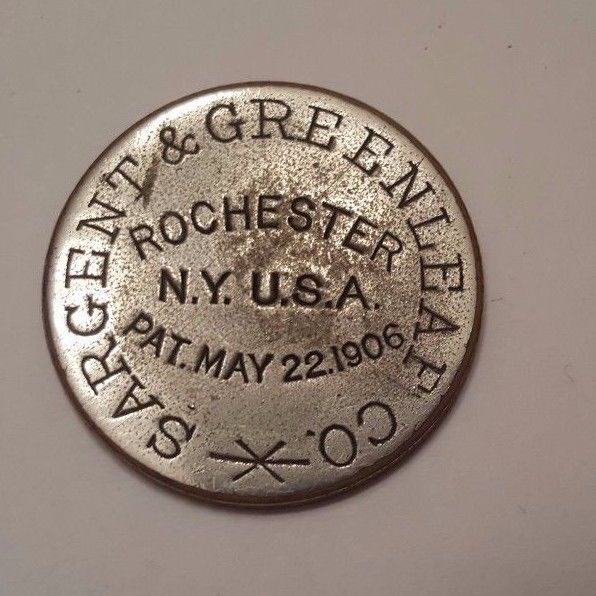 SARGENT & GREENLEAF CO.
ROCHESTER
N.Y. U.S.A.
PAT. MAY 22.1906